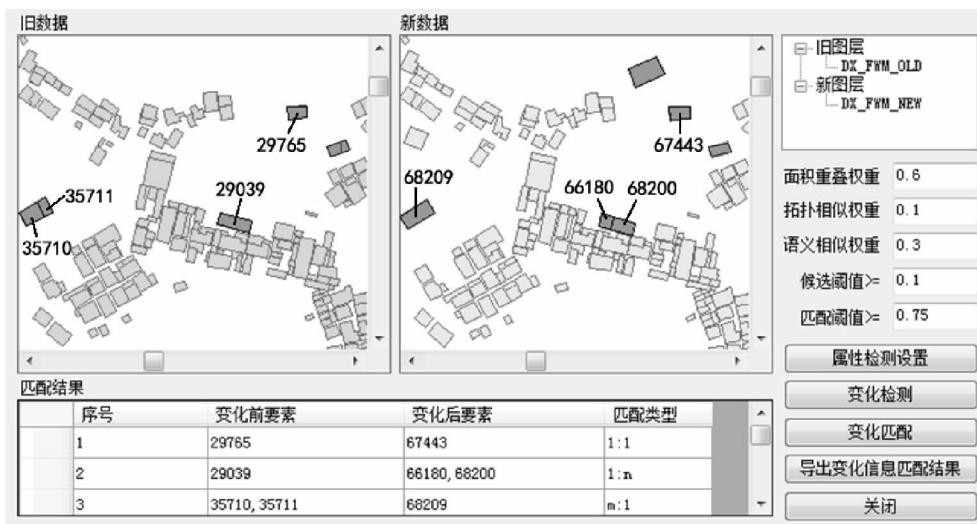 旧数据
新数据
29765
35711
29039
35710
67443
68209
66180
68200
旧图层
DX_FWM_OLD
新图层
DX_FWM_NEW
面积重叠权重 0.6
拓扑相似权重 0.1
语义相似权重 0.3
候选阈值>= 0.1
匹配阈值>= 0.75
属性检测设置
变化检测
变化匹配
导出变化信息匹配结果
关闭
匹配结果
序号 变化前要素 变化后要素 匹配类型
1 29765 67443 1:1
2 29039 66180,68200 1:n
3 35710,35711 68209 m:1